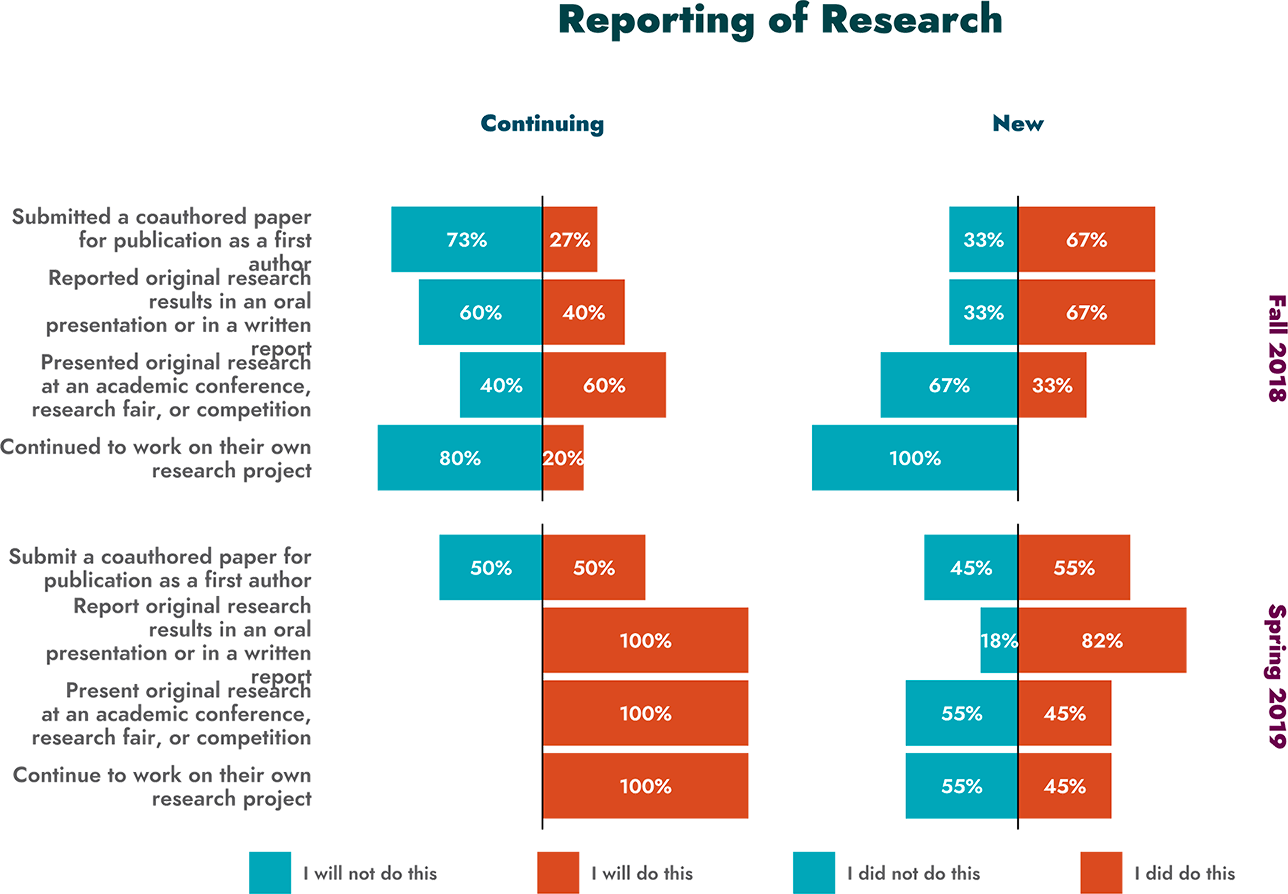 Reporting of Research
Continuing
New
Submitted a coauthored paper
for publication as a first
author
73%
27%
33%
67%
Reported original research
results in an oral
presentation or in a written
report
60%
40%
33%
67%
Presented original research
at an academic conference,
research fair, or competition
40%
60%
67%
33%
Continued to work on their own
research project
80%
20%
100%
Fall 2018
Submit a coauthored paper for
publication as a first author
50%
50%
45%
55%
Report original research
results in an oral
presentation or in a written
report
100%
18%
82%
Present original research
at an academic conference,
research fair, or competition
100%
55%
45%
Continue to work on their own
research project
100%
55%
45%
Spring 2019
I will not do this
I will do this
I did not do this
I did do this